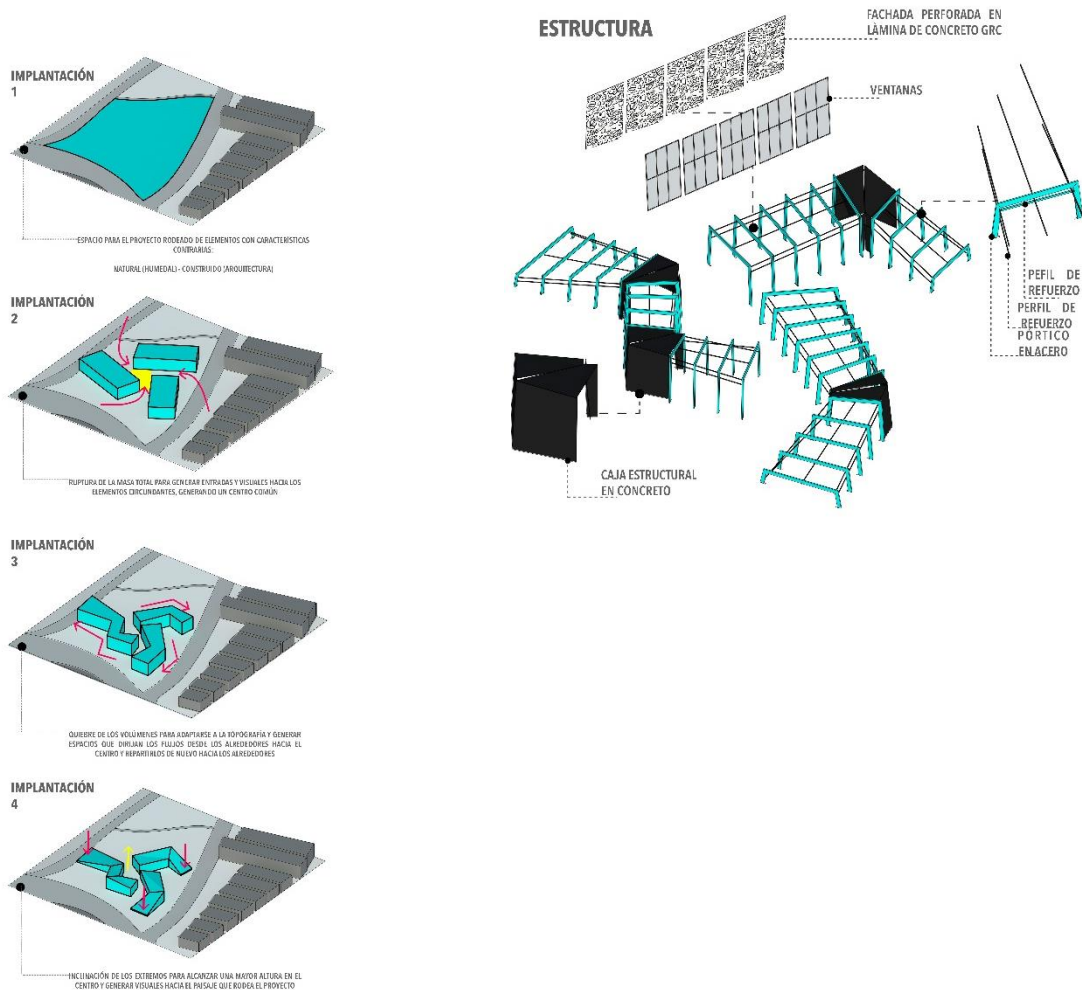 IMPLANTACIÓN
1
ESPACIO PARA EL PROYECTO RODEADO DE ELEMENTOS CON CARACTERÍSTICAS
CONTRARIAS:
NATURAL (HUMEDAL) - CONSTRUIDO (ARQUITECTURA)
IMPLANTACIÓN
2
RUPTURA DE LA MASA TOTAL PARA GENERAR ENTRADAS Y VISUALES HACIA LOS
ELEMENTOS CIRCUNDANTES, GENERANDO UN CENTRO COMÚN
IMPLANTACIÓN
3
QUIEBRE DE LOS VOLÚMENES PARA ADAPTARSE A LA TOPOGRAFÍA Y GENERAR
ESPACIOS QUE DIRIJAN LOS FLUJOS DESDE LOS ALREDEDORES HACIA EL
CENTRO Y REPARTIRLOS DE NUEVO HACIA LOS ALREDEDORES
IMPLANTACIÓN
4
INCLINACIÓN DE LOS EXTREMOS PARA ALCANZAR UNA MAYOR ALTURA EN EL
CENTRO Y GENERAR VISUALES HACIA EL PAISAJE QUE RODEA EL PROYECTO
ESTRUCTURA
FACHADA PERFORADA EN
LÀMINA DE CONCRETO GRC
VENTANAS
PEFIL DE
REFUERZO
PERFIL DE
REFUERZO
PÓRTICO
EN ACERO
CAJA ESTRUCTURAL
EN CONCRETO